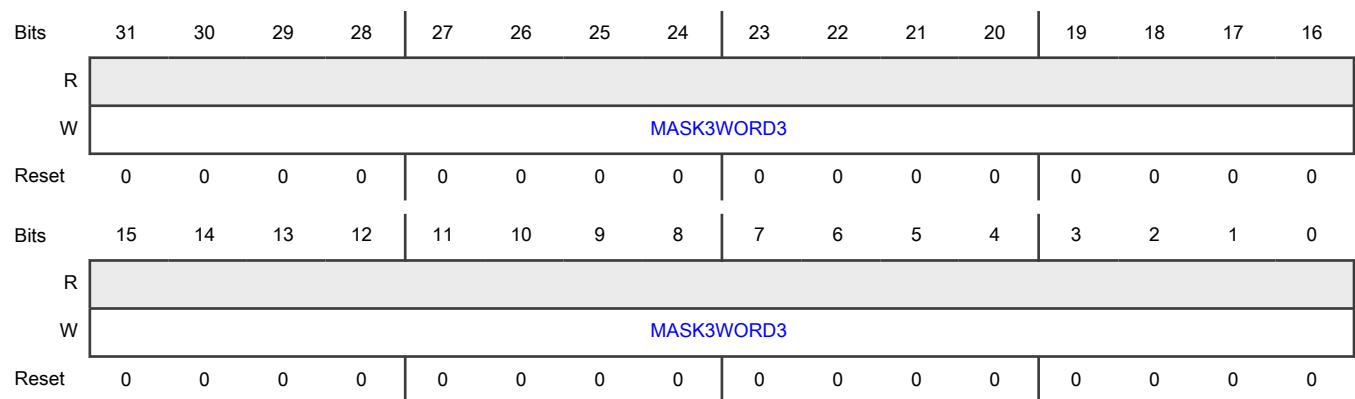 Bits 31 30 29 28 27 26 25 24 23 22 21 20 19 18 17 16
R
W MASK3WORD3
Reset 0 0 0 0 0 0 0 0 0 0 0 0 0 0 0 0
Bits 15 14 13 12 11 10 9 8 7 6 5 4 3 2 1 0
R
W MASK3WORD3
Reset 0 0 0 0 0 0 0 0 0 0 0 0 0 0 0 0